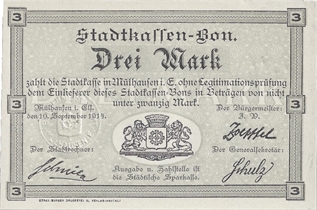 3 3
Stadtkassen-Bon.
Drei Mark
zahlt die Stadtkasse in Mülhausen i. E. ohne Legitimationsprüfung
dem Einlieferer dieses Stadtkassen-Bons in Beträgen von nicht
unter zwanzig Mark.
Mülhausen i. Els.
den 10. September 1914.
Der Bürgermeister:
J. V.
Der Stadtrechner:
Der Generalsekretär:
Schulz
Ausgabe u. Zahlstelle ist
die Städtische Sparkasse.
3 3